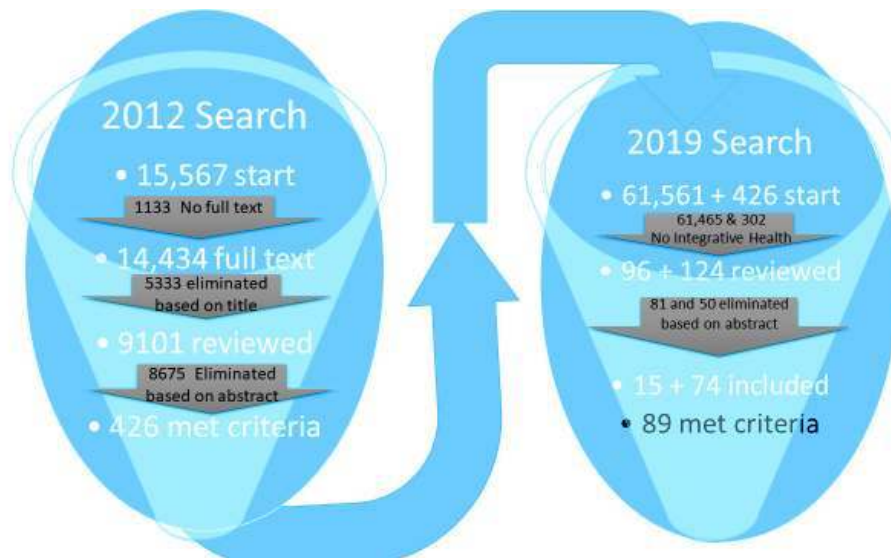 2012 Search
• 15,567 start
1133 No full text
• 14,434 full text
5333 eliminated
based on title
• 9101 reviewed
8675 Eliminated
based on abstract
• 426 met criteria
2019 Search
• 61,561 + 426 start
61,465 & 302
No Integrative Health
• 96 + 124 reviewed
81 and 50 eliminated
based on abstract
• 15 + 74 included
• 89 met criteria